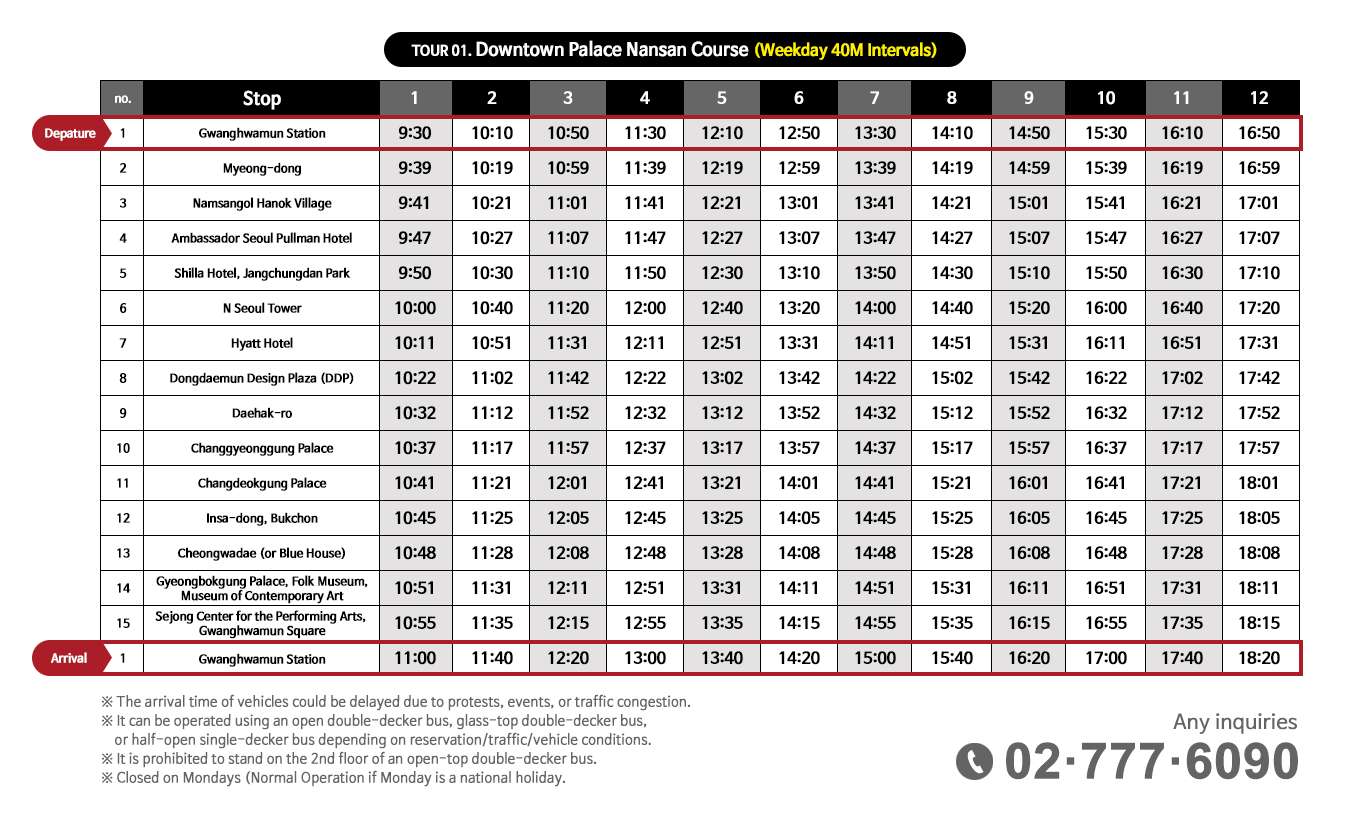 TOUR 01. Downtown Palace Nansan Course (Weekday 40M Intervals)
no. Stop 1 2 3 4 5 6 7 8 9 10 11 12
Depature 1 Gwanghwamun Station 9:30 10:10 10:50 11:30 12:10 12:50 13:30 14:10 14:50 15:30 16:10 16:50
2 Myeong-dong 9:39 10:19 10:59 11:39 12:19 12:59 13:39 14:19 14:59 15:39 16:19 16:59
3 Namsangol Hanok Village 9:41 10:21 11:01 11:41 12:21 13:01 13:41 14:21 15:01 15:41 16:21 17:01
4 Ambassador Seoul Pullman Hotel 9:47 10:27 11:07 11:47 12:27 13:07 13:47 14:27 15:07 15:47 16:27 17:07
5 Shilla Hotel, Jangchungdan Park 9:50 10:30 11:10 11:50 12:30 13:10 13:50 14:30 15:10 15:50 16:30 17:10
6 N Seoul Tower 10:00 10:40 11:20 12:00 12:40 13:20 14:00 14:40 15:20 16:00 16:40 17:20
7 Hyatt Hotel 10:11 10:51 11:31 12:11 12:51 13:31 14:11 14:51 15:31 16:11 16:51 17:31
8 Dongdaemun Design Plaza (DDP) 10:22 11:02 11:42 12:22 13:02 13:42 14:22 15:02 15:42 16:22 17:02 17:42
9 Daehak-ro 10:32 11:12 11:52 12:32 13:12 13:52 14:32 15:12 15:52 16:32 17:12 17:52
10 Changgyeonggung Palace 10:37 11:17 11:57 12:37 13:17 13:57 14:37 15:17 15:57 16:37 17:17 17:57
11 Changdeokgung Palace 10:41 11:21 12:01 12:41 13:21 14:01 14:41 15:21 16:01 16:41 17:21 18:01
12 Insa-dong, Bukchon 10:45 11:25 12:05 12:45 13:25 14:05 14:45 15:25 16:05 16:45 17:25 18:05
13 Cheongwadae (or Blue House) 10:48 11:28 12:08 12:48 13:28 14:08 14:48 15:28 16:08 16:48 17:28 18:08
14 Gyeongbokgung Palace, Folk Museum,
Museum of Contemporary Art 10:51 11:31 12:11 12:51 13:31 14:11 14:51 15:31 16:11 16:51 17:31 18:11
15 Sejong Center for the Performing Arts,
Gwanghwamun Square 10:55 11:35 12:15 12:55 13:35 14:15 14:55 15:35 16:15 16:55 17:35 18:15
Arrival 1 Gwanghwamun Station 11:00 11:40 12:20 13:00 13:40 14:20 15:00 15:40 16:20 17:00 17:40 18:20
※ The arrival time of vehicles could be delayed due to protests, events, or traffic congestion.
※ It can be operated using an open double-decker bus, glass-top double-decker bus,
or half-open single-decker bus depending on reservation/traffic/vehicle conditions.
※ It is prohibited to stand on the 2nd floor of an open-top double-decker bus.
※ Closed on Mondays (Normal Operation if Monday is a national holiday.
Any inquiries
02·777·6090